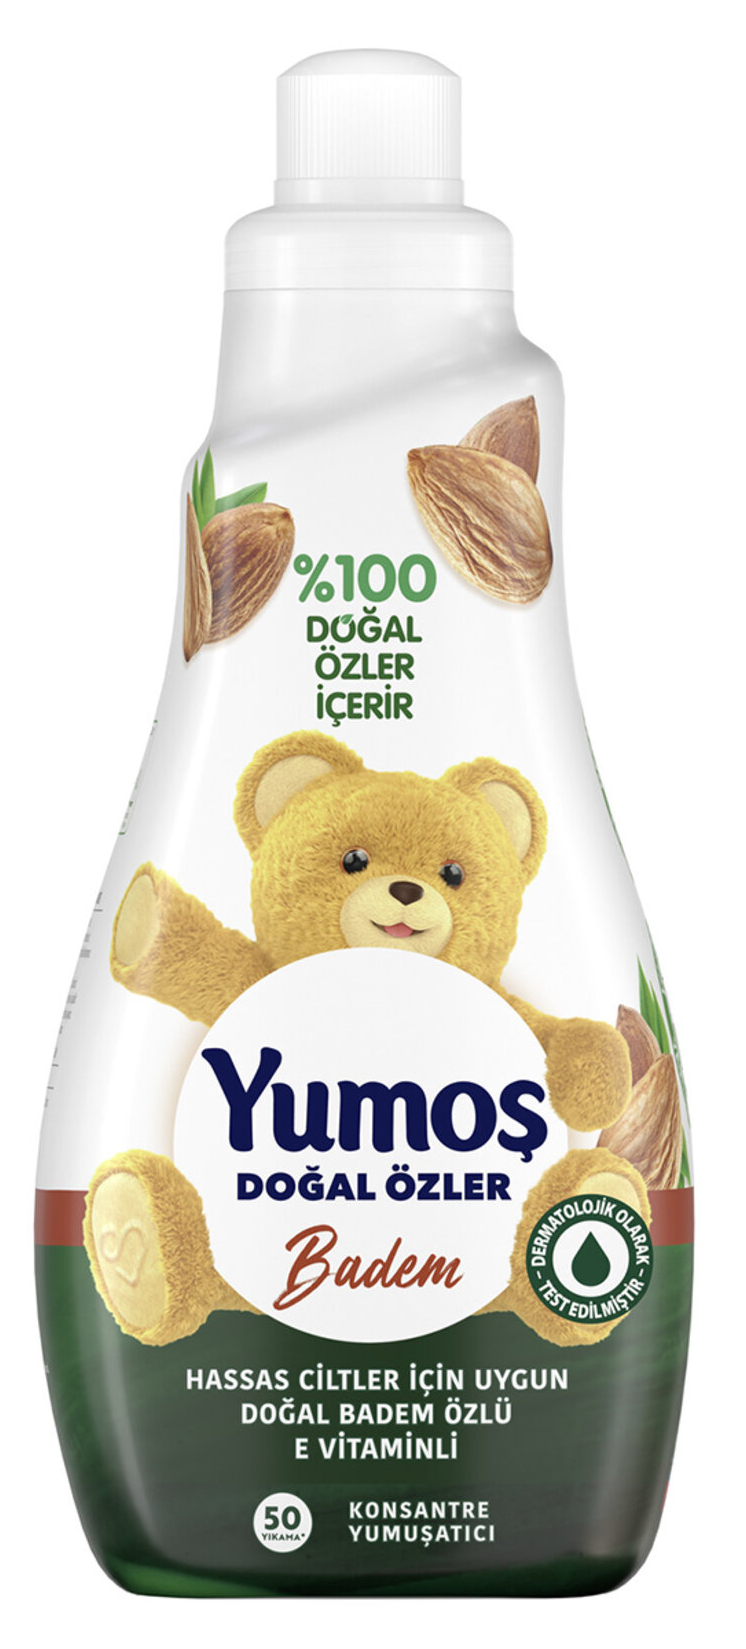 %100
DOĞAL
ÖZLER
İÇERİR
Yumoş
DOĞAL ÖZLER
Badem
DERMATOLOJİK OLARAK
TEST EDİLMİŞTİR
HASSAS CİLTLER İÇİN UYGUN
DOĞAL BADEM ÖZLÜ
E VİTAMİNLİ
50
YIKAMA*
KONSANTRE
YUMUŞATICI